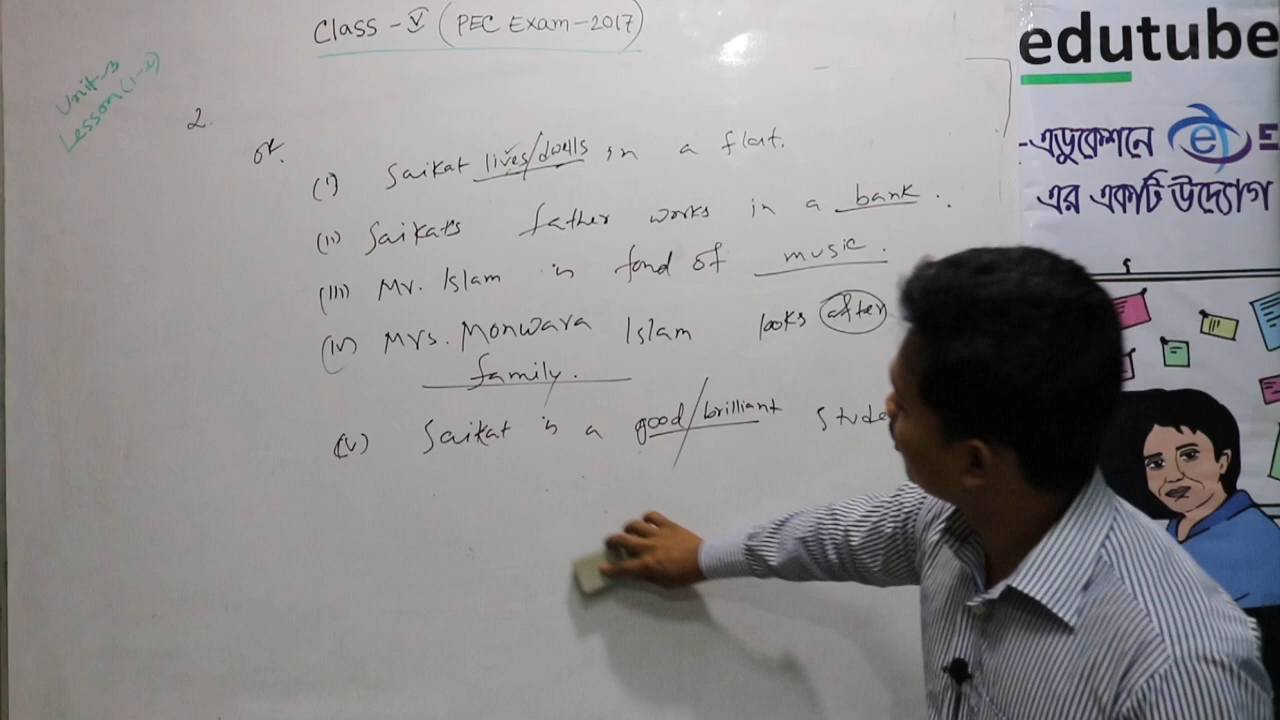 Class - V (PEC Exam-2017)
Unit-3
Lesson (1-2)
2.
or.
(i) Saikat lives/dwells in a flat.
(ii) Saikat's father works in a bank.
(iii) Mr. Islam is fond of music.
(iv) Mrs. Monwara Islam looks after
family.
(v) Saikat is a good/brilliant stude
edutube
-এডুকেশনে e E
এর একটি উদ্যোগ